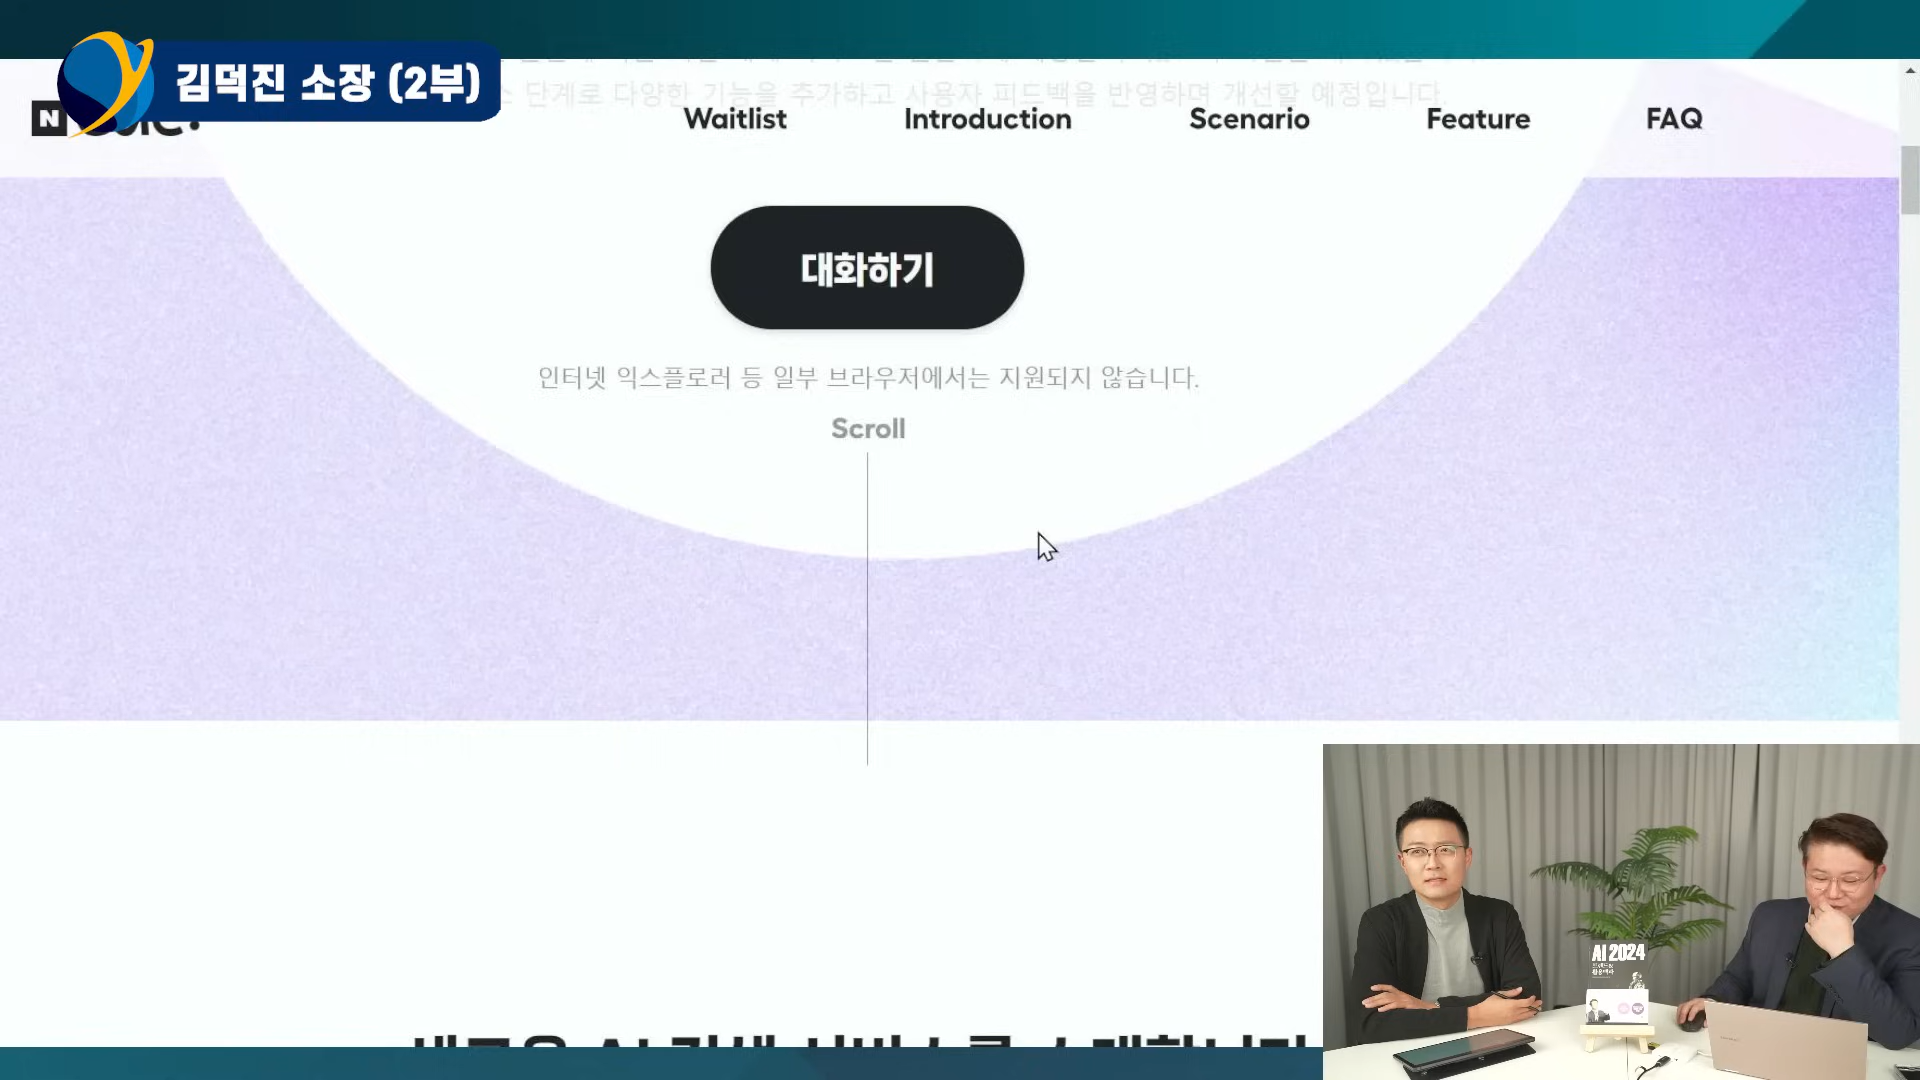 김덕진 소장 (2부)
단계로 다양한 기능을 추가하고 사용자 피드백을 반영하며 개선할 예정입니다.
N
Waitlist Introduction Scenario Feature FAQ
대화하기
인터넷 익스플로러 등 일부 브라우저에서는 지원되지 않습니다.
Scroll
AI 2024